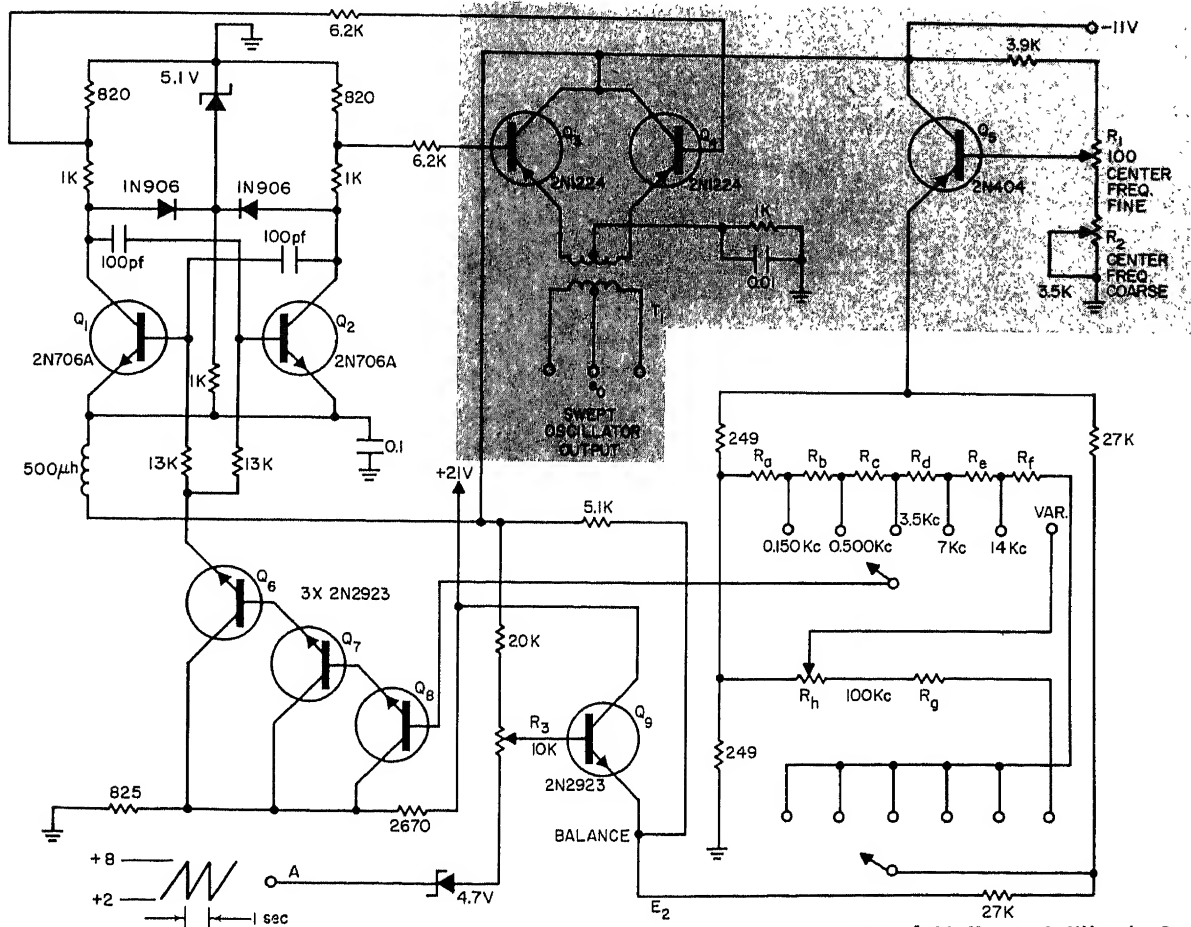 6.2K
-11V
3.9K
5.1V
820
820
6.2K
Q3
2N1224
2N1224
Q5
2N404
R1
100
CENTER
FREQ.
FINE
R2
CENTER
FREQ.
COARSE
3.5K
1K
1K
1N906
1N906
100pf
100pf
1K
0.01
T1
Q1
2N706A
Q2
2N706A
1K
eo
SWEPT
OSCILLATOR
OUTPUT
0.1
500μh
13K
13K
+21V
249
27K
Ra
Rb
Rc
Rd
Re
Rf
5.1K
0.150Kc
0.500Kc
3.5Kc
7Kc
14Kc
VAR.
Q6
3 X 2N2923
Q7
Q8
20K
R3
10K
Q9
2N2923
Rh
100Kc
Rg
249
825
2670
BALANCE
+8
+2
1 sec
A
4.7V
E2
27K